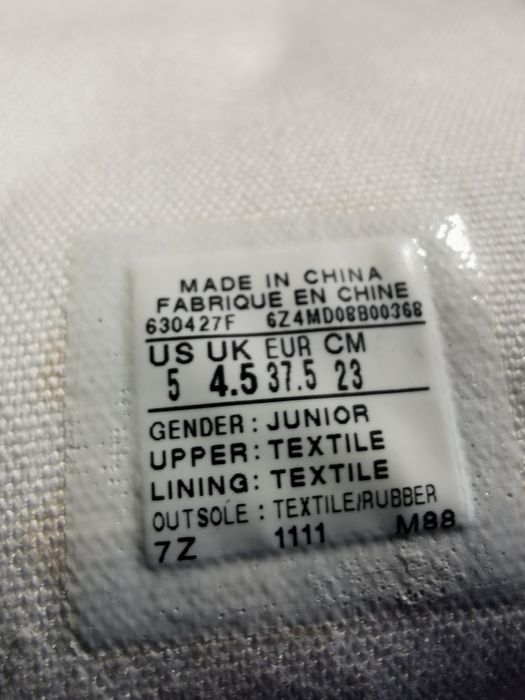 MADE IN CHINA
FABRIQUE EN CHINE
630427F 6Z4MD08B00368
US UK EUR CM
5 4.5 37.5 23
GENDER: JUNIOR
UPPER: TEXTILE
LINING: TEXTILE
OUTSOLE: TEXTILE/RUBBER
7Z 1111 M88